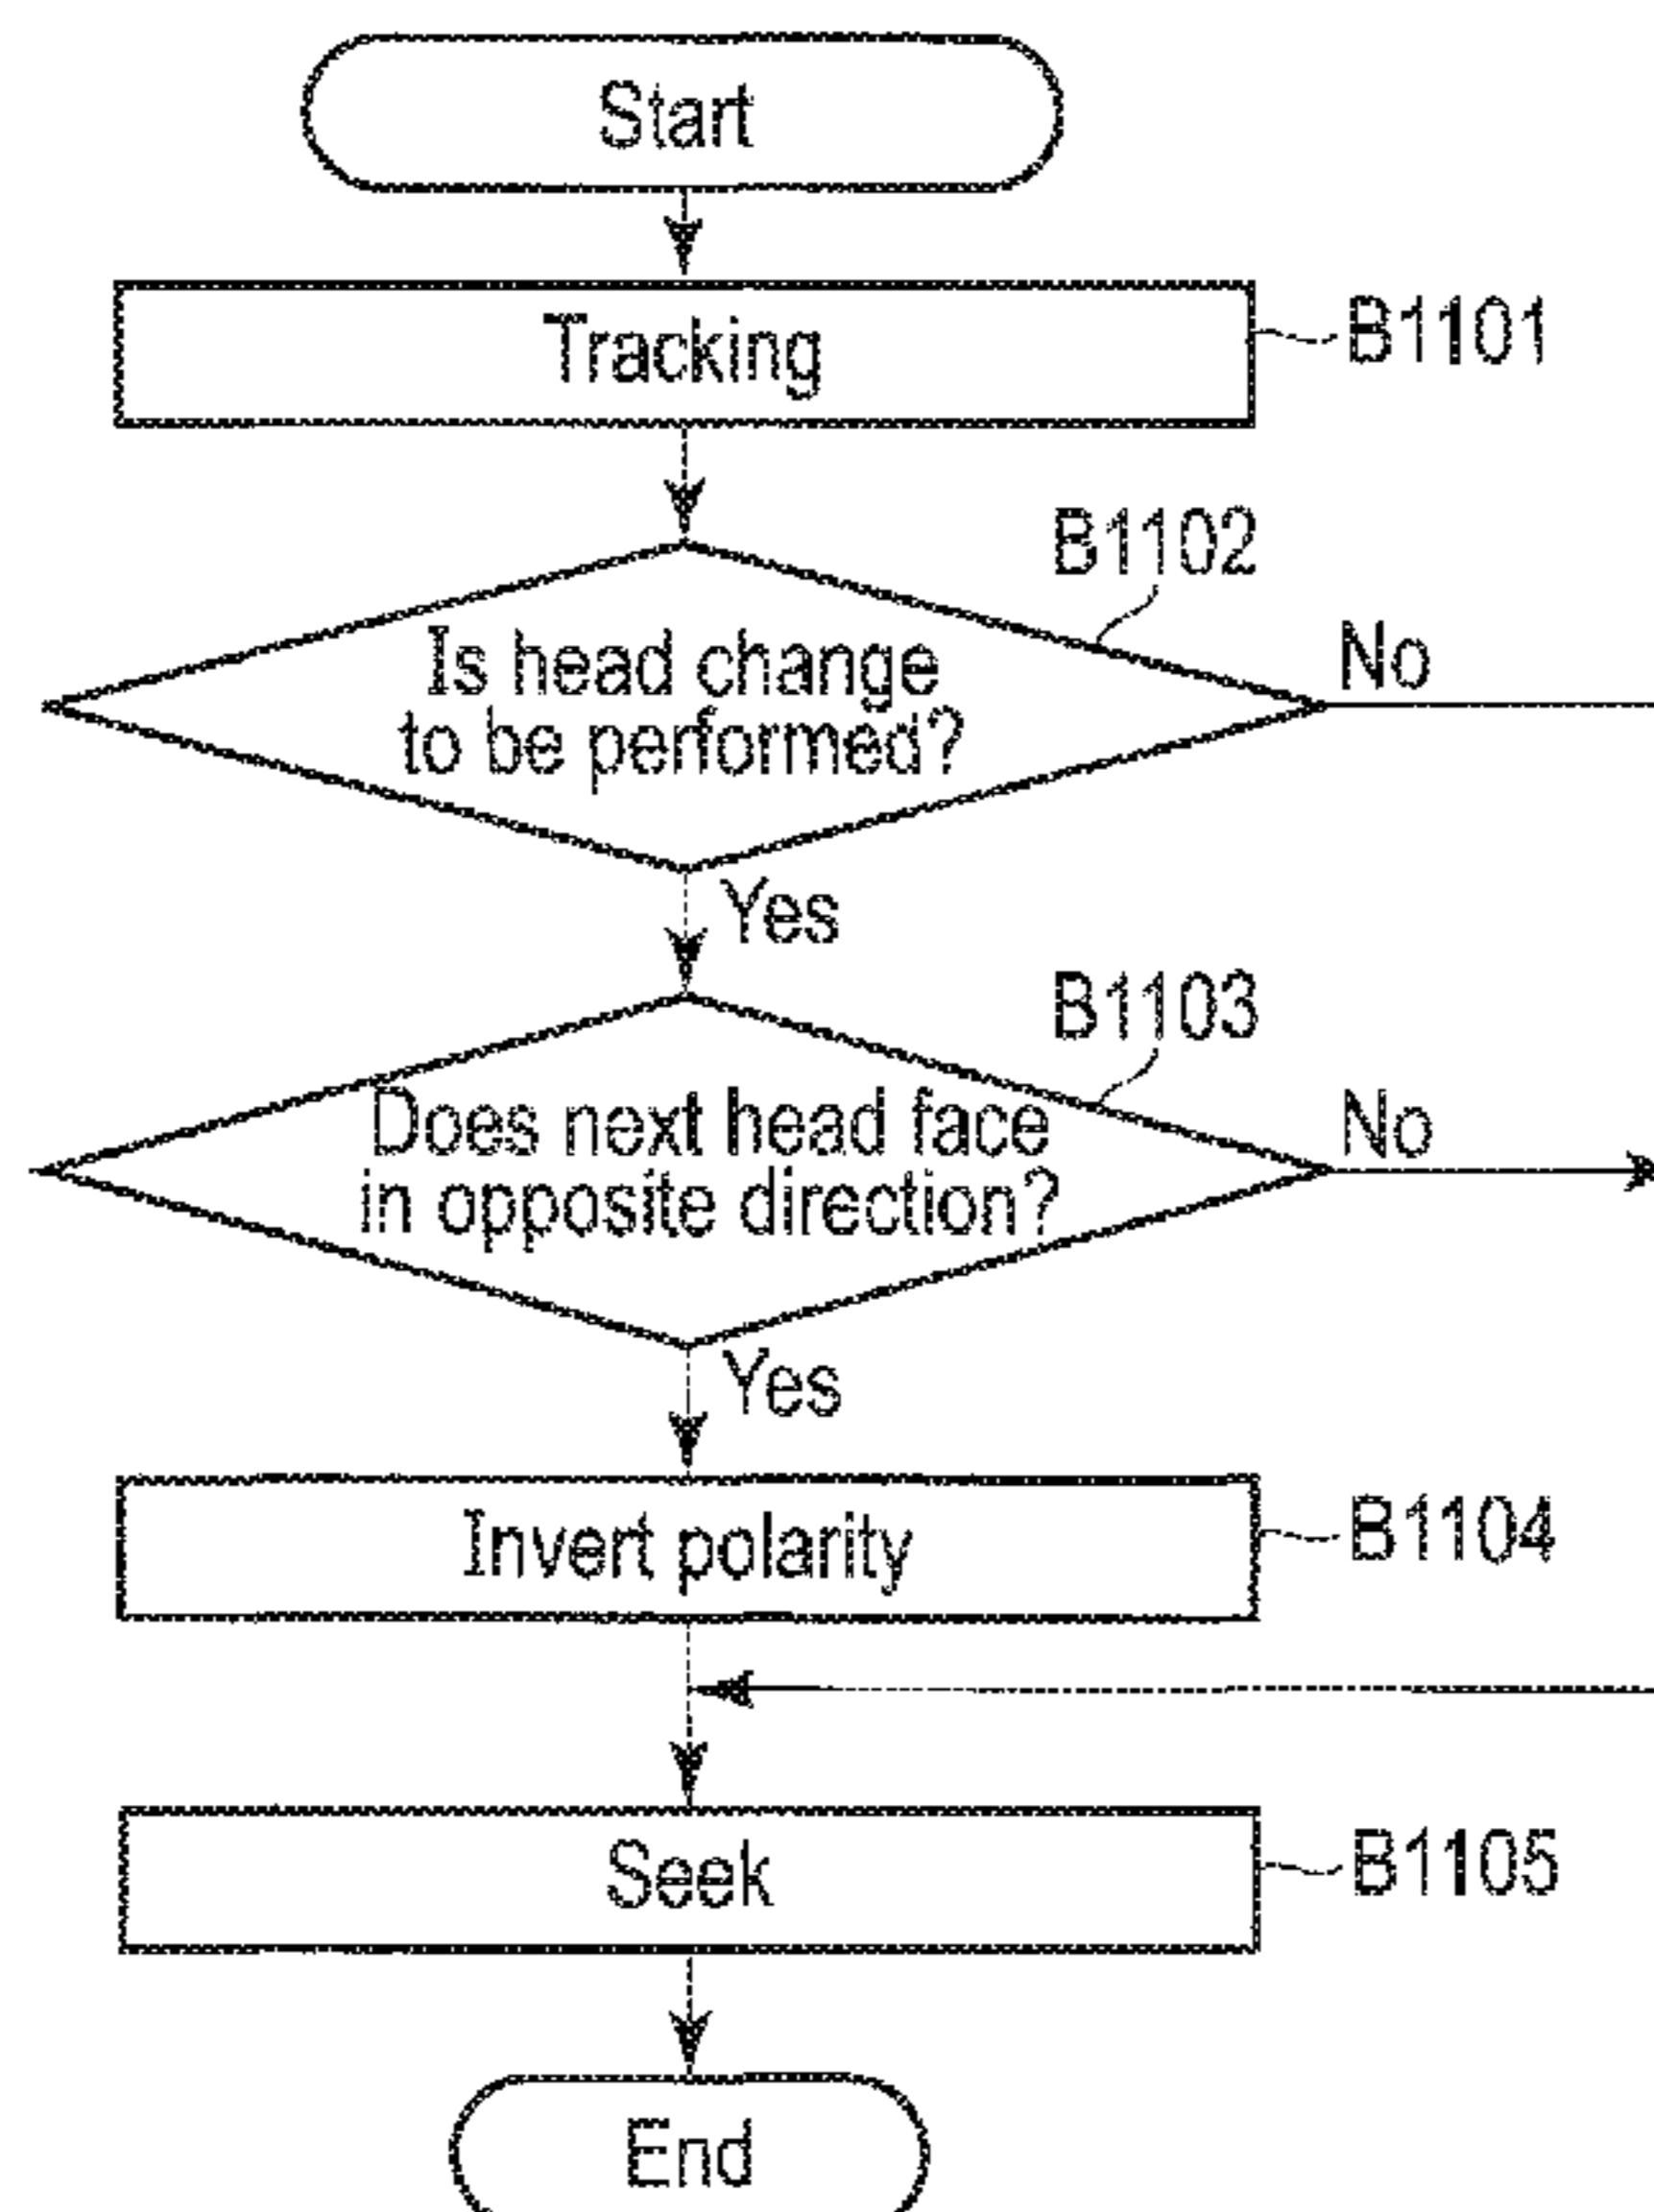 Start
Tracking
B1101
B1102
Is head change
to be performed?
No
Yes
B1103
Does next head face
in opposite direction?
No
Yes
Invert polarity
B1104
Seek
B1105
End